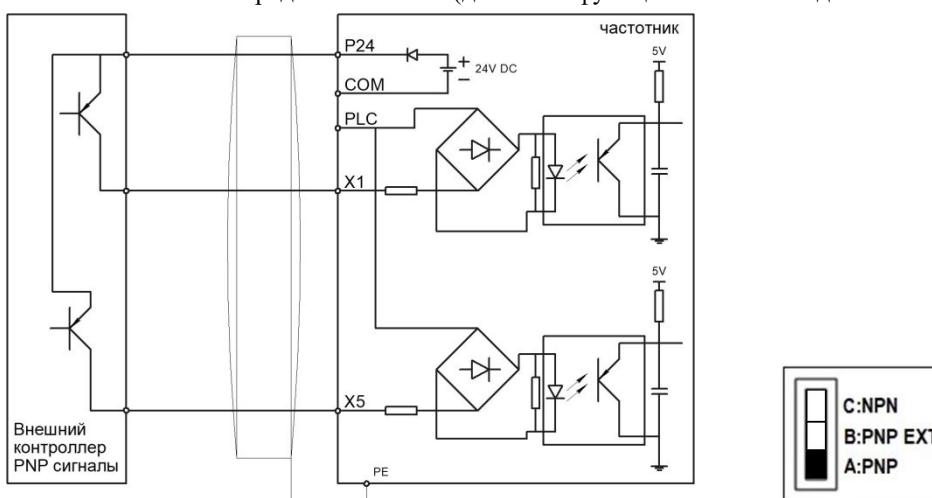 частотник
P24
+
24V DC
−
COM
PLC
5V
X1
5V
X5
Внешний
контроллер
PNP сигналы
PE
C:NPN
B:PNP EXT
A:PNP